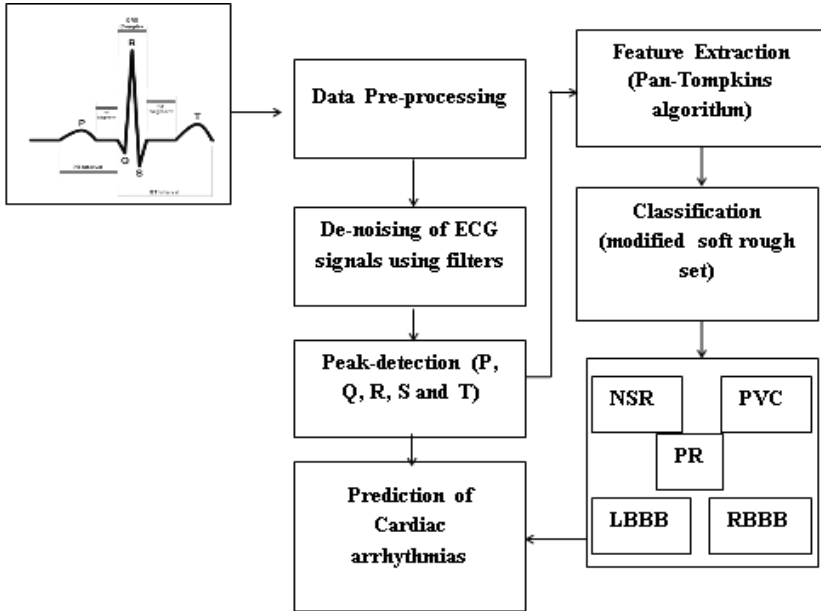 R
P
T
Q
S
Data Pre-processing
De-noising of ECG
signals using filters
Peak-detection (P,
Q, R, S and T)
Prediction of
Cardiac
arrhythmias
Feature Extraction
(Pan-Tompkins
algorithm)
Classification
(modified soft rough
set)
NSR
PVC
PR
LBBB
RBBB